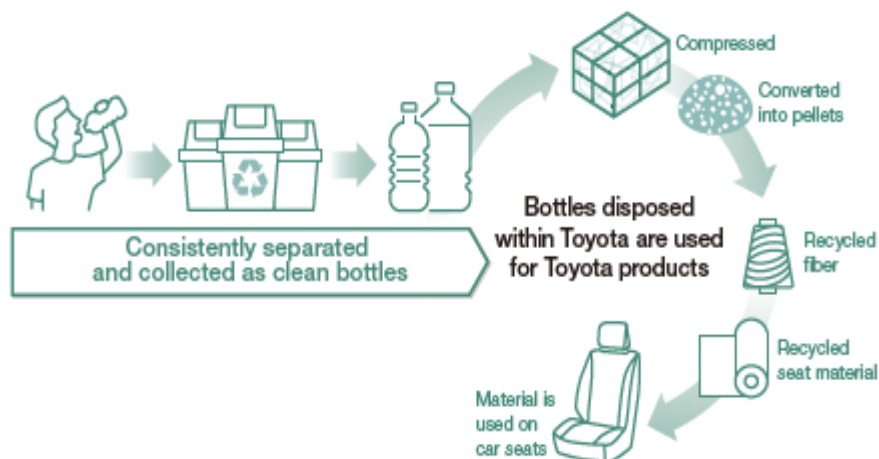 Compressed
Converted
into pellets
Bottles disposed
within Toyota are used
for Toyota products
Consistently separated
and collected as clean bottles
Recycled
fiber
Recycled
seat material
Material is
used on
car seats